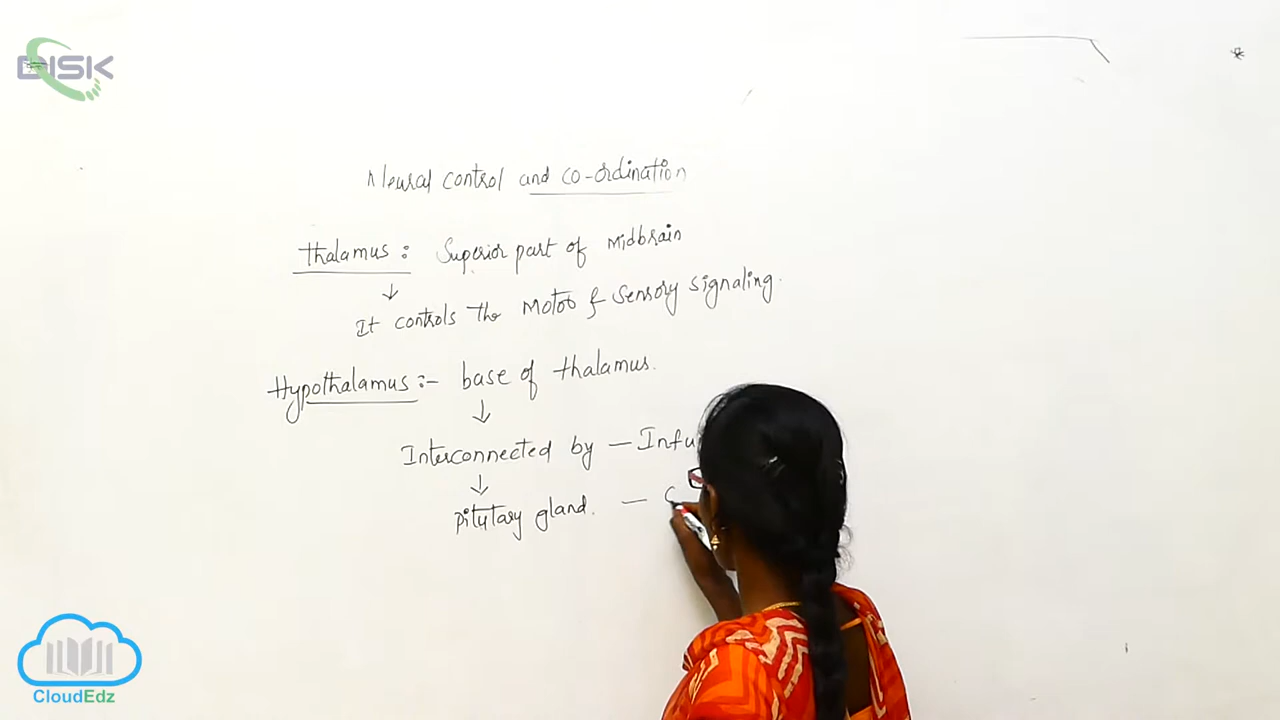 DISK
Neural control and co-ordination
Thalamus : Superior part of Midbrain
↓
It controls the Motor & Sensory signaling.
Hypothalamus :- base of thalamus.
↓
Interconnected by - Infu
↓
Pitutary gland. -
CloudEdz